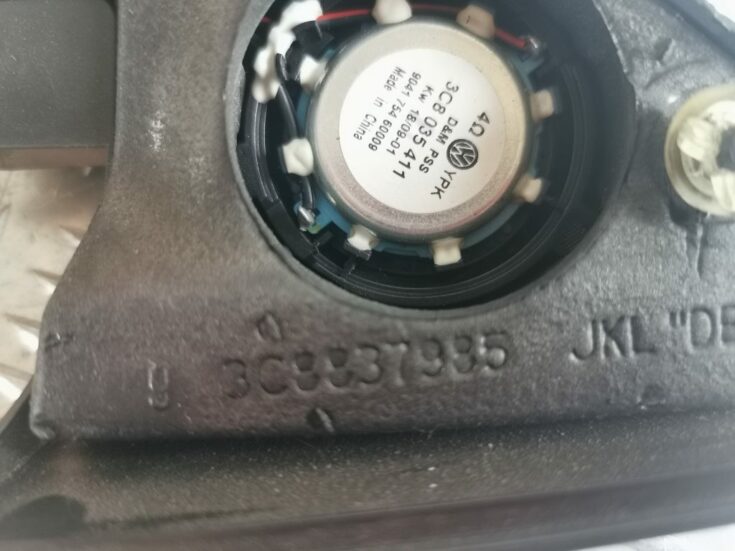 4Ω YPK
D&M PSS
3C8 035 411
KW 18/09-01
9041 754 60009
Made in China
3C8837985 JKL "DE